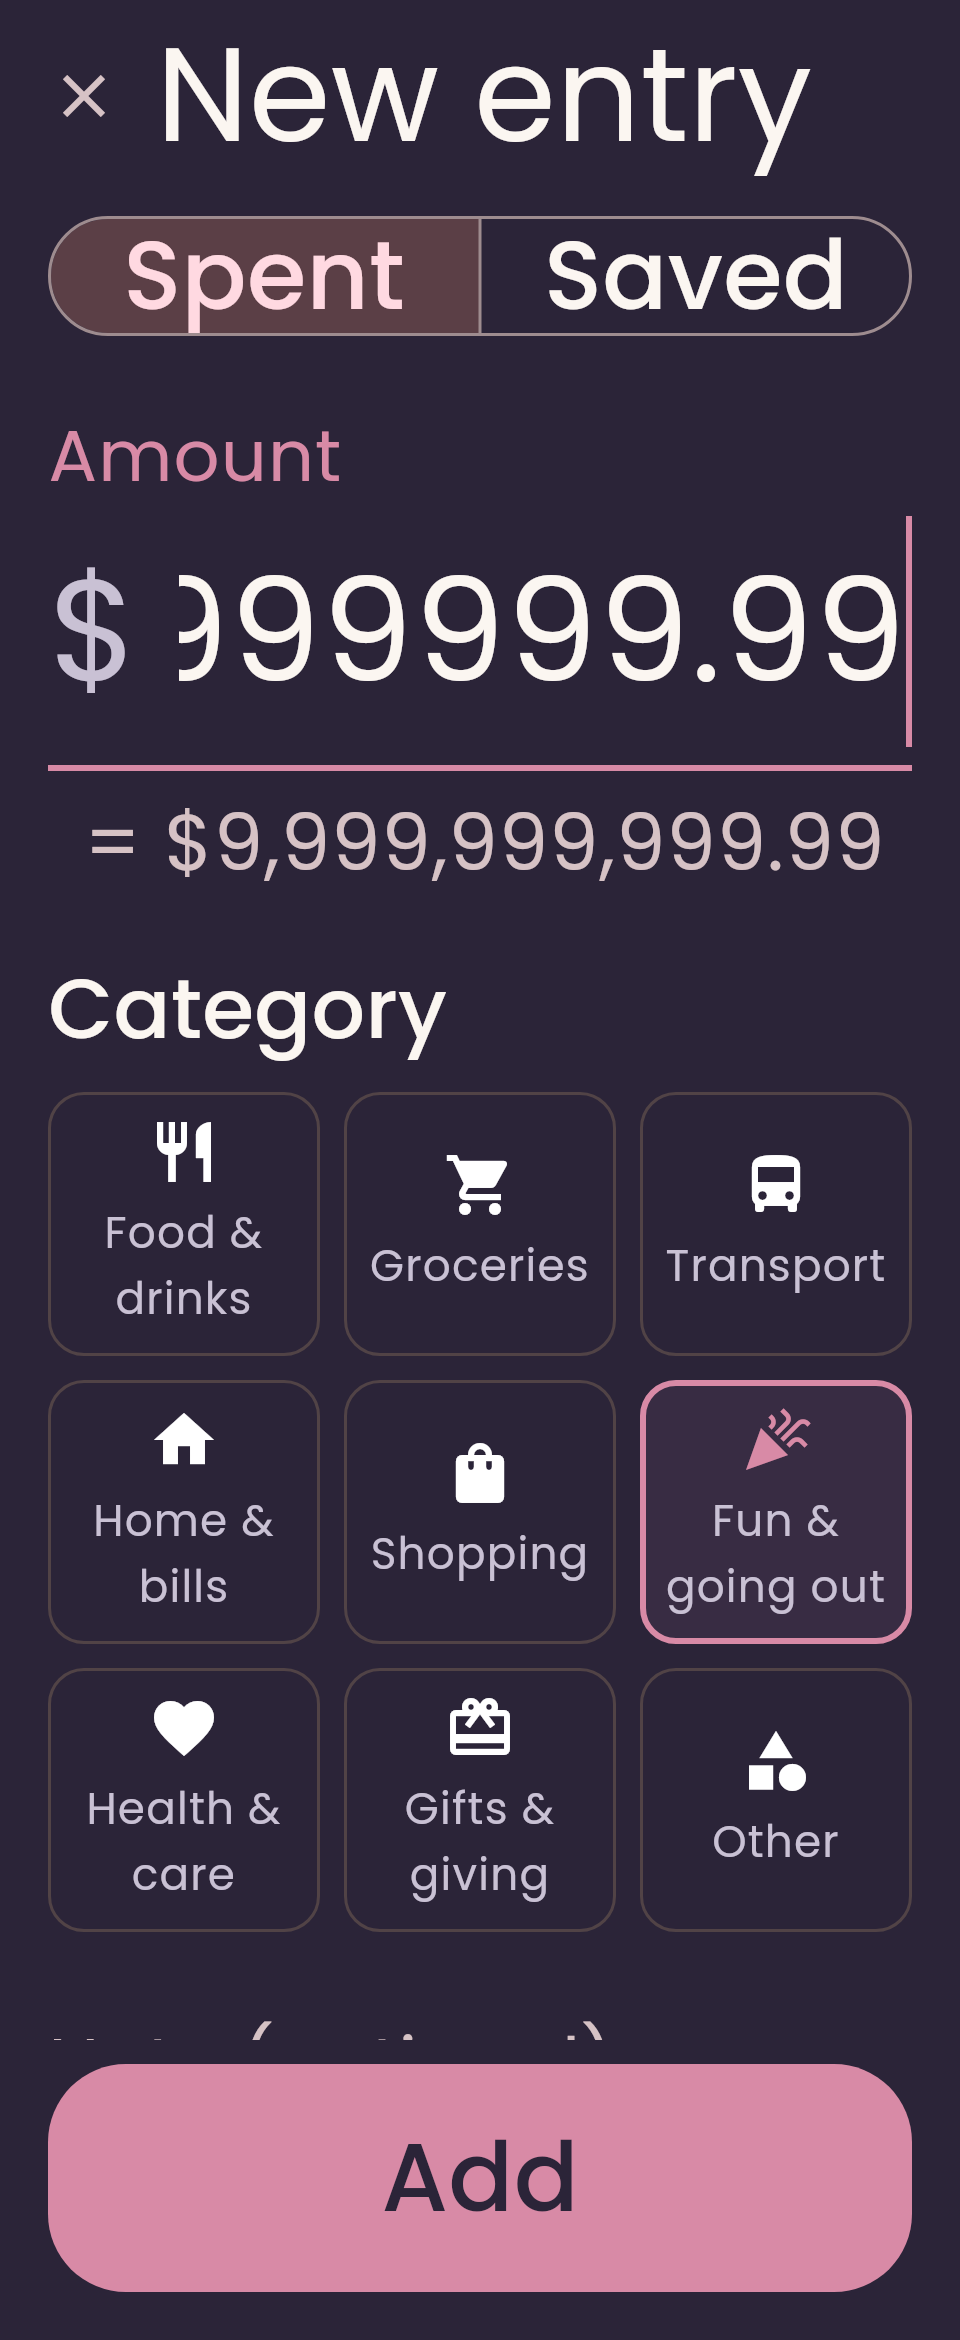 New entry
Spent Saved
Amount
$ 999999.99
= $9,999,999,999.99
Category
Food &
drinks
Groceries
Transport
Home &
bills
Shopping
Fun &
going out
Health &
care
Gifts &
giving
Other
Add